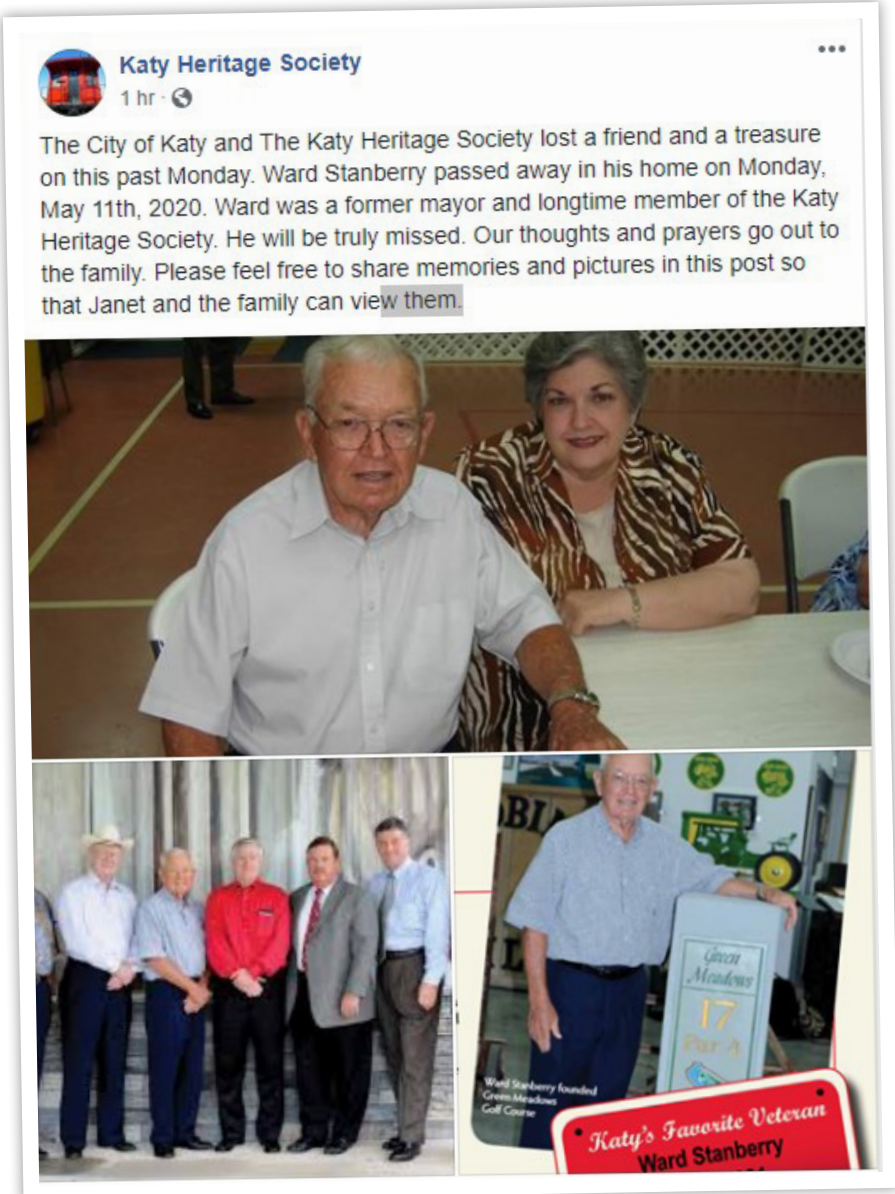 Katy Heritage Society
1 hr ·
The City of Katy and The Katy Heritage Society lost a friend and a treasure
on this past Monday. Ward Stanberry passed away in his home on Monday,
May 11th, 2020. Ward was a former mayor and longtime member of the Katy
Heritage Society. He will be truly missed. Our thoughts and prayers go out to
the family. Please feel free to share memories and pictures in this post so
that Janet and the family can view them.
Green
Meadows
17
Par 4
Ward Stanberry founded
Green Meadows
Golf Course
Katy's Favorite Veteran
Ward Stanberry